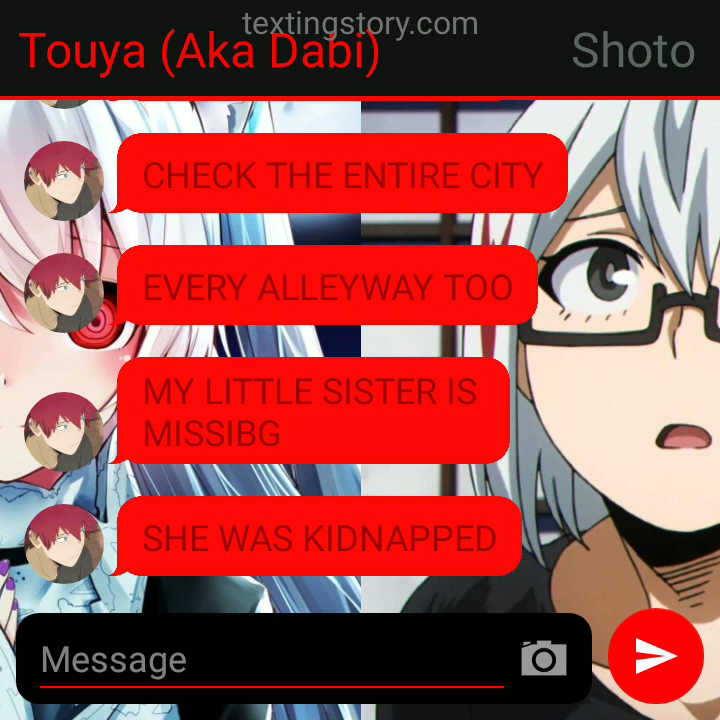 textingstory.com
Touya (Aka Dabi)
Shoto
CHECK THE ENTIRE CITY
EVERY ALLEYWAY TOO
MY LITTLE SISTER IS
MISSIBG
SHE WAS KIDNAPPED
Message